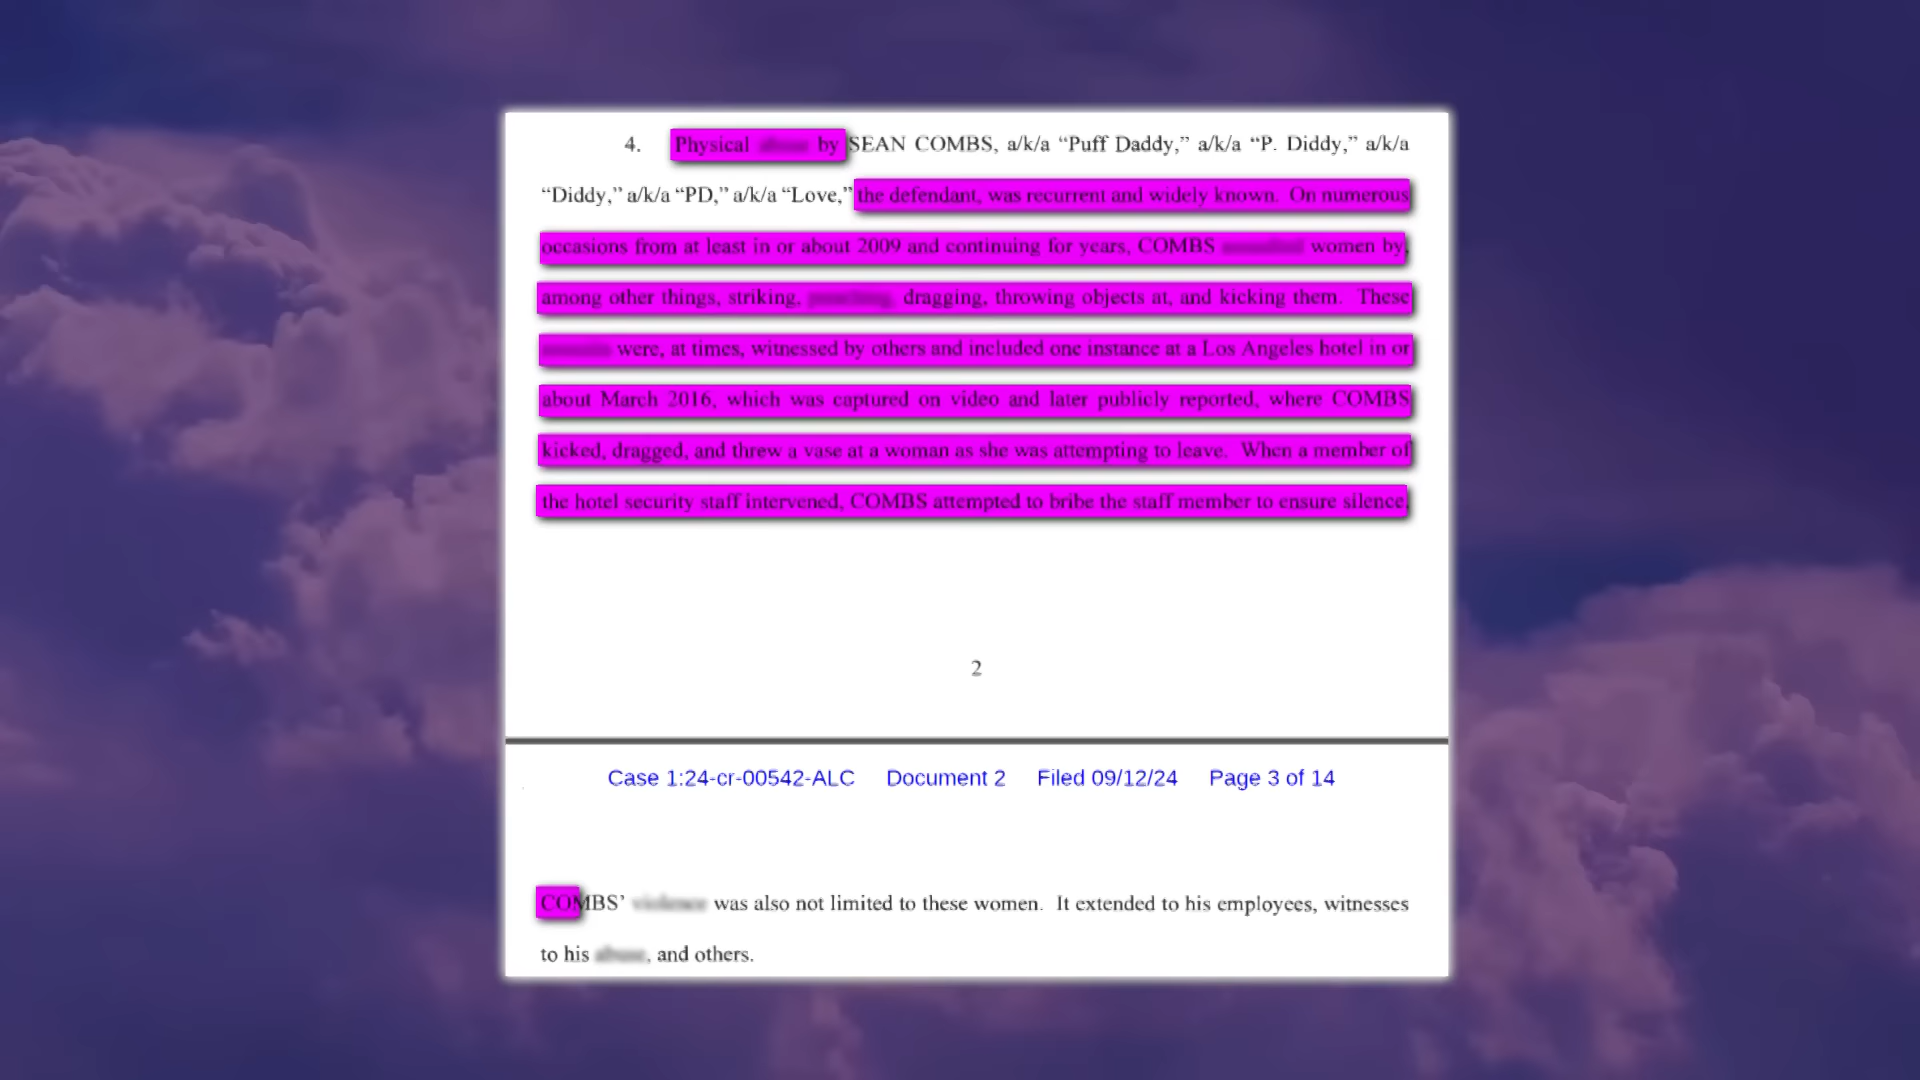 4. Physical by SEAN COMBS, a/k/a “Puff Daddy,” a/k/a “P. Diddy,” a/k/a
“Diddy,” a/k/a “PD,” a/k/a “Love,” the defendant, was recurrent and widely known. On numerous
occasions from at least in or about 2009 and continuing for years, COMBS women by,
among other things, striking, dragging, throwing objects at, and kicking them. These
were, at times, witnessed by others and included one instance at a Los Angeles hotel in or
about March 2016, which was captured on video and later publicly reported, where COMBS
kicked, dragged, and threw a vase at a woman as she was attempting to leave. When a member of
the hotel security staff intervened, COMBS attempted to bribe the staff member to ensure silence.
2
Case 1:24-cr-00542-ALC Document 2 Filed 09/12/24 Page 3 of 14
COMBS’ was also not limited to these women. It extended to his employees, witnesses
to his , and others.